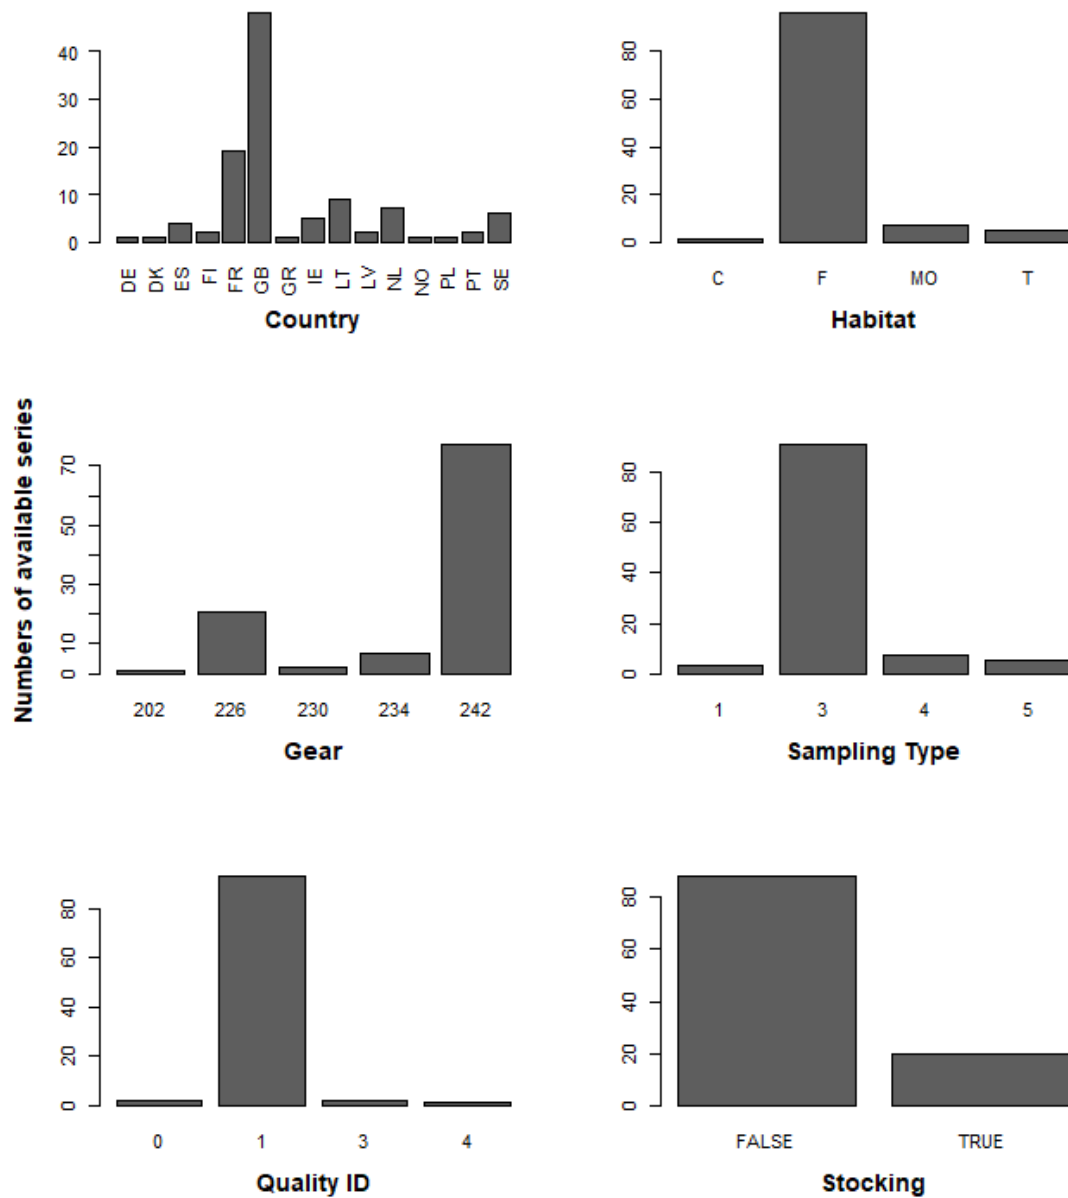 40
30
20
10
0
DE DK ES FI FR GB GR IE LT LV NL NO PL PT SE
Country
80
60
40
20
0
C F MO T
Habitat
Numbers of available series
70
50
30
10
0
202 226 230 234 242
Gear
80
60
40
20
0
1 3 4 5
Sampling Type
80
60
40
20
0
0 1 3 4
Quality ID
80
60
40
20
0
FALSE TRUE
Stocking